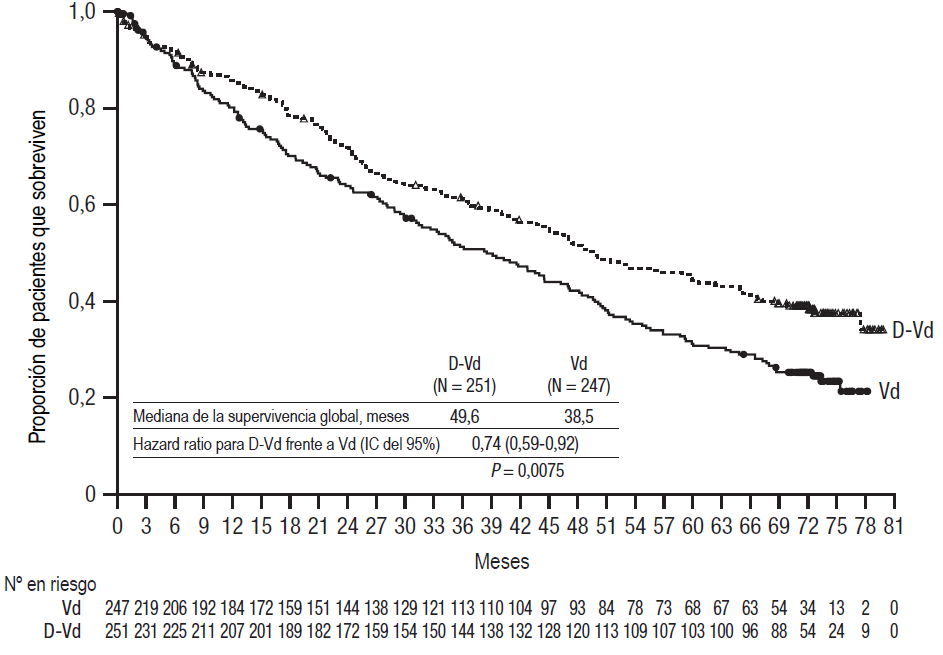 1,0
0,8
0,6
0,4
0,2
0
Proporción de pacientes que sobreviven
D-Vd
Vd
D-Vd Vd
(N = 251) (N = 247)
Mediana de la supervivencia global, meses 49,6 38,5
Hazard ratio para D-Vd frente a Vd (IC del 95%) 0,74 (0,59-0,92)
P = 0,0075
0 3 6 9 12 15 18 21 24 27 30 33 36 39 42 45 48 51 54 57 60 63 66 69 72 75 78 81
Meses
Nº en riesgo
Vd 247 219 206 192 184 172 159 151 144 138 129 121 113 110 104 97 93 84 78 73 68 67 63 54 34 13 2 0
D-Vd 251 231 225 211 207 201 189 182 172 159 154 150 144 138 132 128 120 113 109 107 103 100 96 88 54 24 9 0